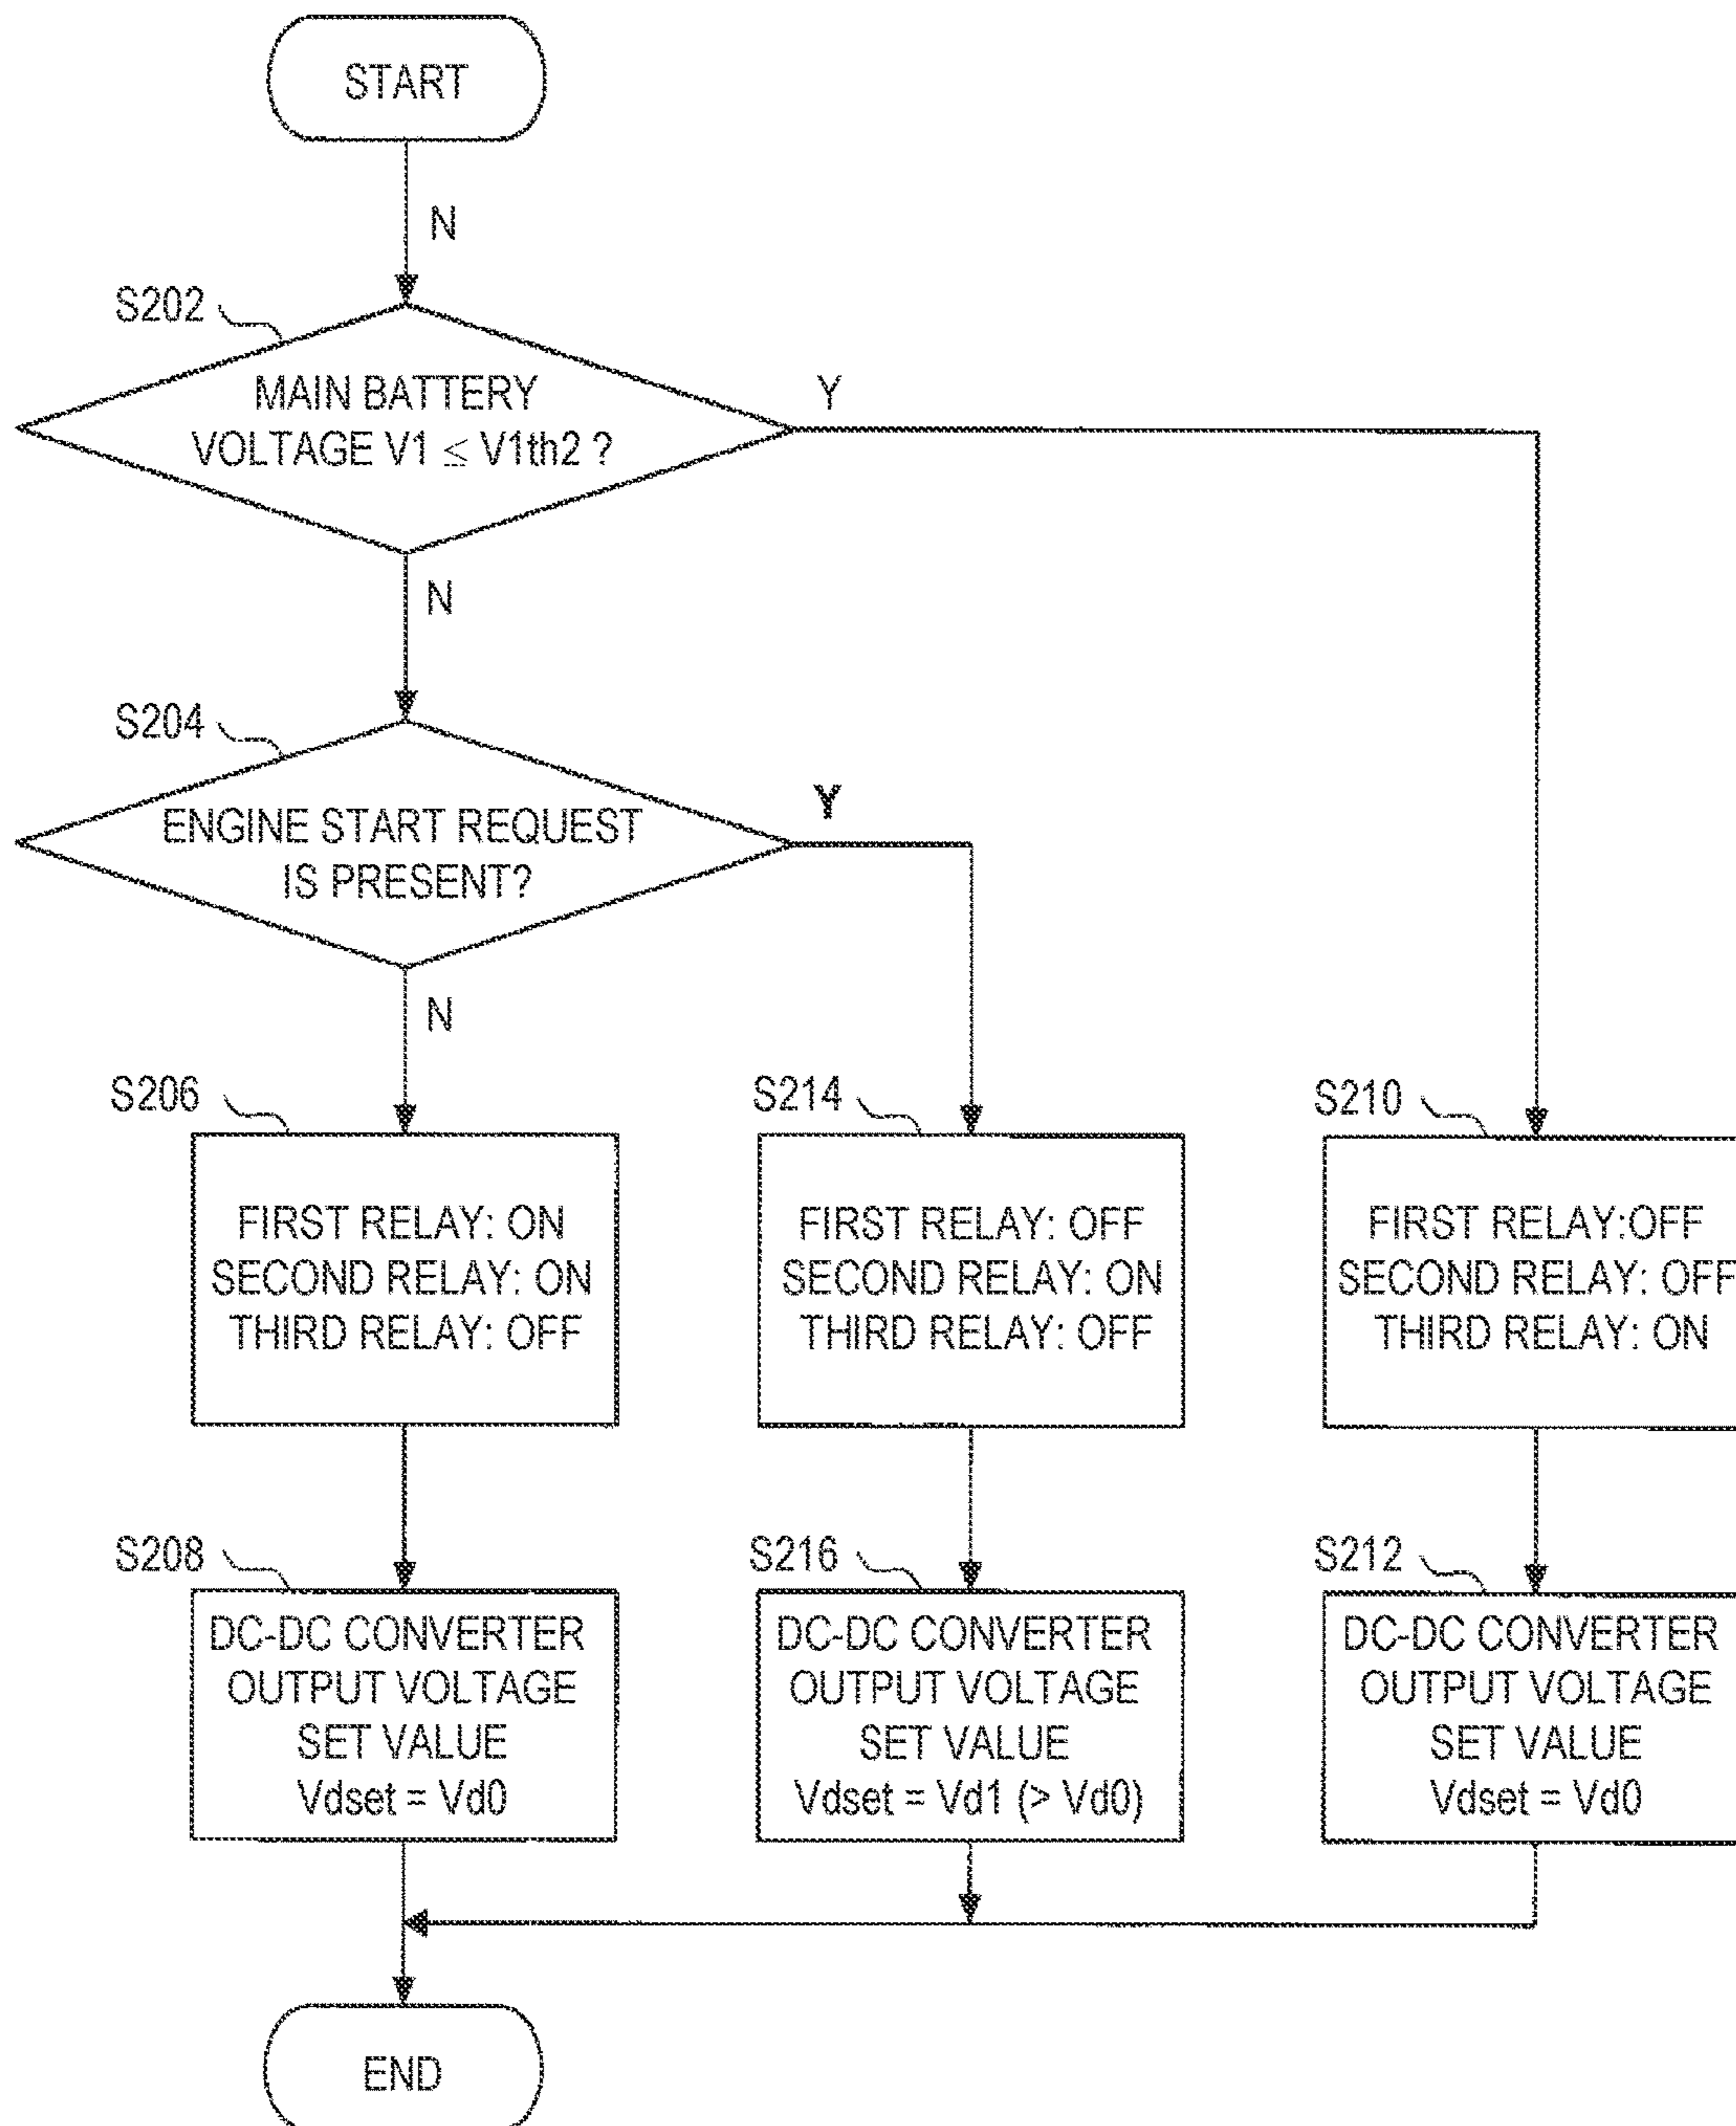 START
N
S202
MAIN BATTERY
VOLTAGE V1 ≤ V1th2 ?
Y
N
S204
ENGINE START REQUEST
IS PRESENT?
Y
N
S206
FIRST RELAY: ON
SECOND RELAY: ON
THIRD RELAY: OFF
S214
FIRST RELAY: OFF
SECOND RELAY: ON
THIRD RELAY: OFF
S210
FIRST RELAY:OFF
SECOND RELAY: OFF
THIRD RELAY: ON
S208
DC-DC CONVERTER
OUTPUT VOLTAGE
SET VALUE
Vdset = Vd0
S216
DC-DC CONVERTER
OUTPUT VOLTAGE
SET VALUE
Vdset = Vd1 (> Vd0)
S212
DC-DC CONVERTER
OUTPUT VOLTAGE
SET VALUE
Vdset = Vd0
END